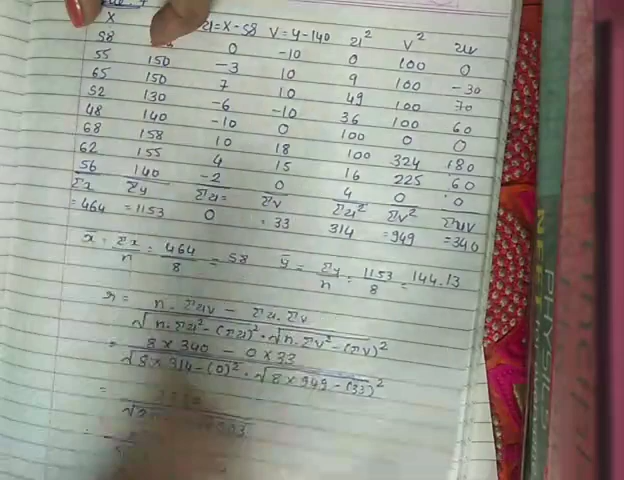 X u=X-58 V=Y-140 u² v² uv
58 0 -10 0 100 0
55 150 -3 10 9 100 -30
65 150 7 10 49 100 70
52 130 -6 -10 36 100 60
48 140 -10 0 100 0 0
68 158 10 18 100 324 180
62 155 4 15 16 225 60
56 140 -2 0 4 0 0
Σx Σy Σu= Σv Σu² Σv² Σuv
=464 =1153 0 =33 314 =949 =340
x̄ = Σx/n = 464/8 = 58 ȳ = Σy/n = 1153/8 = 144.13
r = n·Σuv - Σu·Σv
√n·Σu²-(Σu)² · √n·Σv²-(Σv)²
= 8×340 - 0×33
√8×314-(0)² · √8×949-(33)²
=
PHYSICS